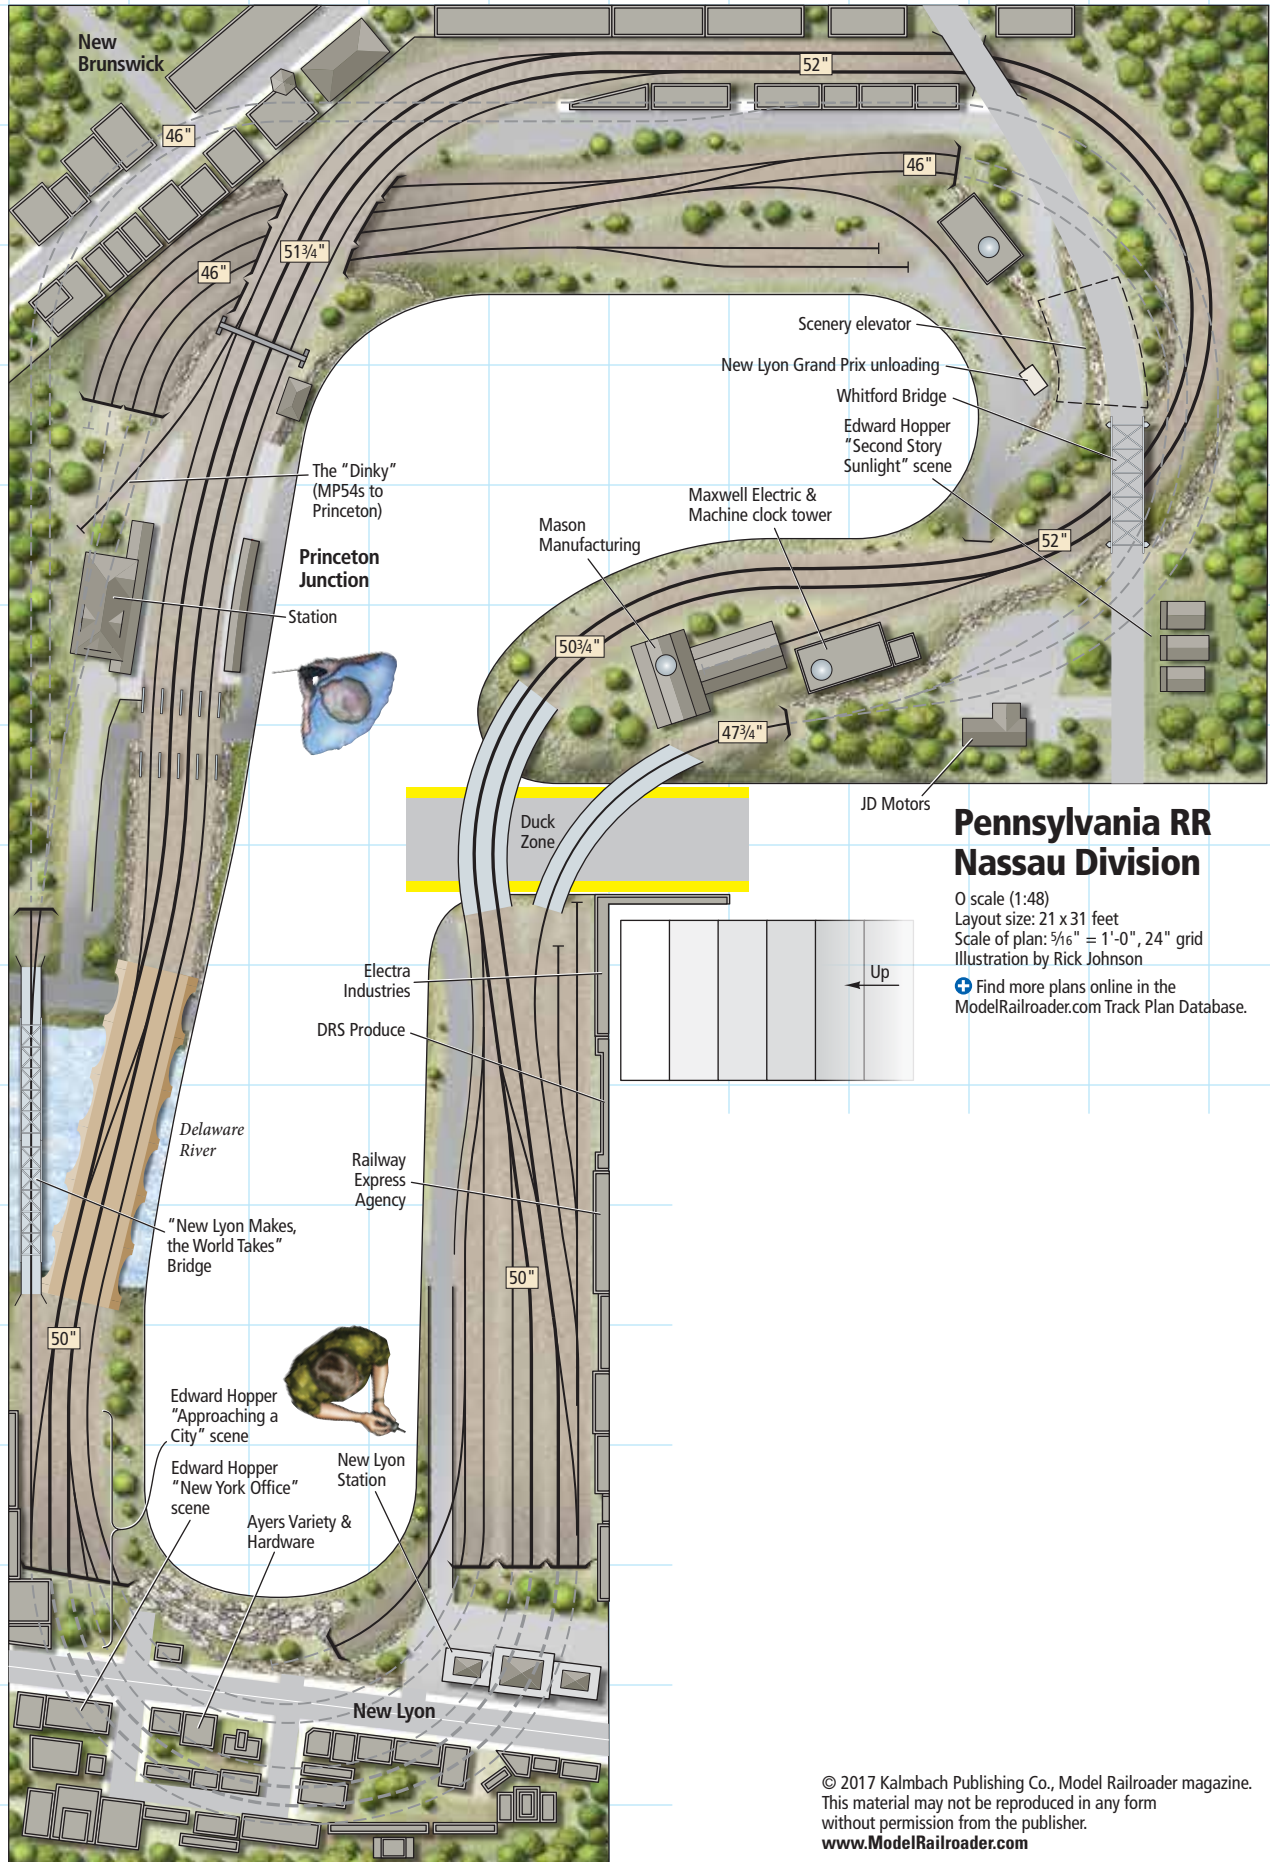 New
Brunswick
46"
52"
46"
51 3/4"
46"
Scenery elevator
New Lyon Grand Prix unloading
Whitford Bridge
Edward Hopper
"Second Story
Sunlight" scene
The "Dinky"
(MP54s to
Princeton)
Maxwell Electric &
Machine clock tower
Mason
Manufacturing
52"
Princeton
Junction
Station
50 3/4"
47 3/4"
JD Motors
Duck
Zone
Pennsylvania RR
Nassau Division
O scale (1:48)
Layout size: 21 x 31 feet
Scale of plan: 5/16" = 1'-0", 24" grid
Illustration by Rick Johnson
Find more plans online in the
ModelRailroader.com Track Plan Database.
Electra
Industries
Up
DRS Produce
Delaware
River
Railway
Express
Agency
"New Lyon Makes,
the World Takes"
Bridge
50"
50"
Edward Hopper
"Approaching a
City" scene
Edward Hopper
"New York Office"
scene
New Lyon
Station
Ayers Variety &
Hardware
New Lyon
© 2017 Kalmbach Publishing Co., Model Railroader magazine.
This material may not be reproduced in any form
without permission from the publisher.
www.ModelRailroader.com